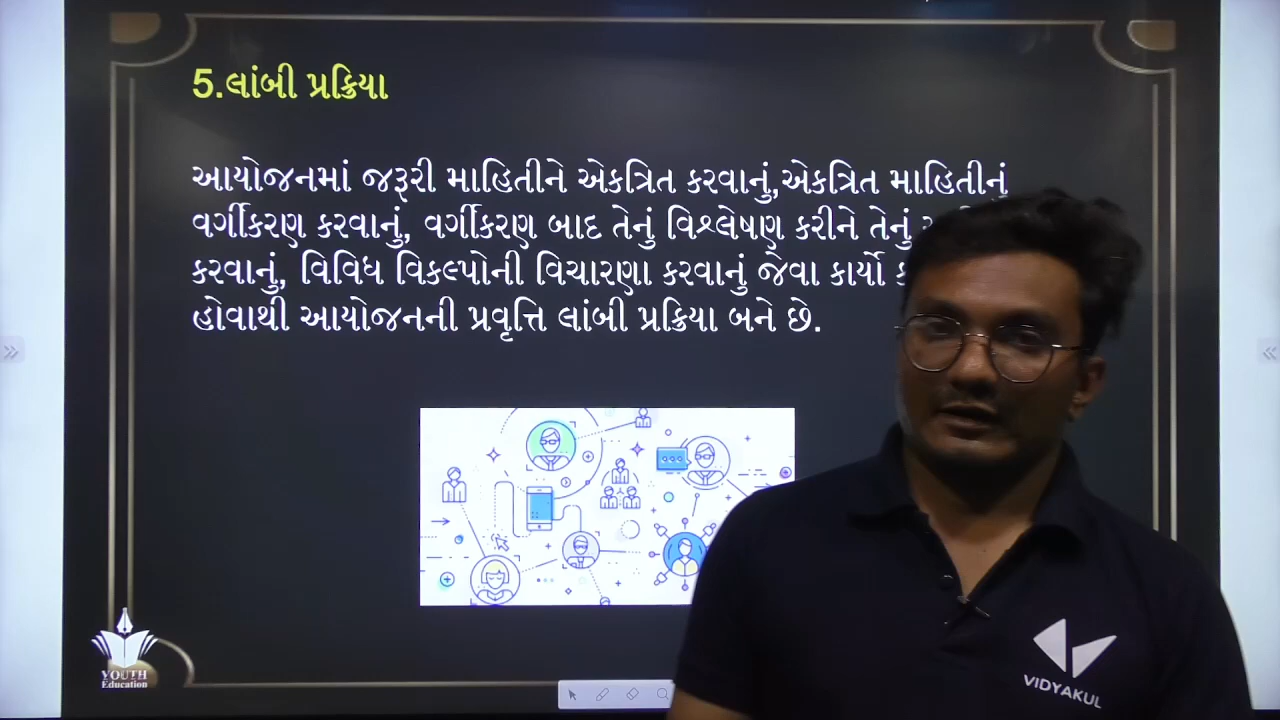 5.લાંબી પ્રક્રિયા
આયોજનમાં જરૂરી માહિતીને એકત્રિત કરવાનું,એકત્રિત માહિતીનું
વર્ગીકરણ કરવાનું, વર્ગીકરણ બાદ તેનું વિશ્લેષણ કરીને તેનું
કરવાનું, વિવિધ વિકલ્પોની વિચારણા કરવાનું જેવા કાર્યો
હોવાથી આયોજનની પ્રવૃત્તિ લાંબી પ્રક્રિયા બને છે.
YOUTH
Education
VIDYAKUL